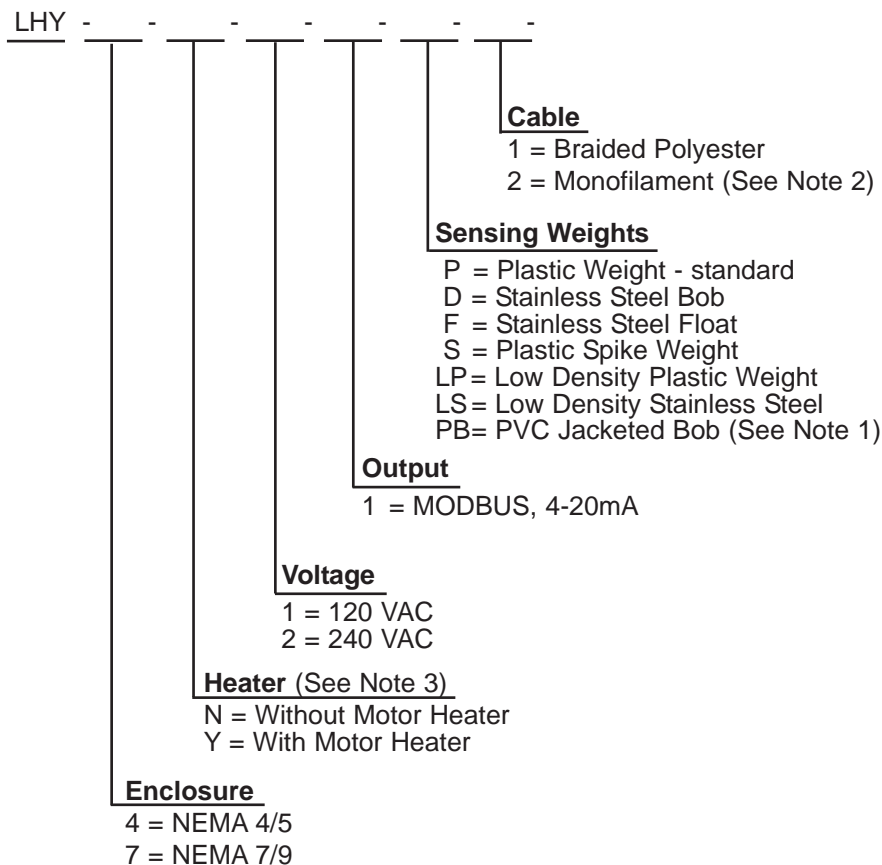 LHY - - - - - - -
Cable
1 = Braided Polyester
2 = Monofilament (See Note 2)
Sensing Weights
P = Plastic Weight - standard
D = Stainless Steel Bob
F = Stainless Steel Float
S = Plastic Spike Weight
LP= Low Density Plastic Weight
LS= Low Density Stainless Steel
PB= PVC Jacketed Bob (See Note 1)
Output
1 = MODBUS, 4-20mA
Voltage
1 = 120 VAC
2 = 240 VAC
Heater (See Note 3)
N = Without Motor Heater
Y = With Motor Heater
Enclosure
4 = NEMA 4/5
7 = NEMA 7/9